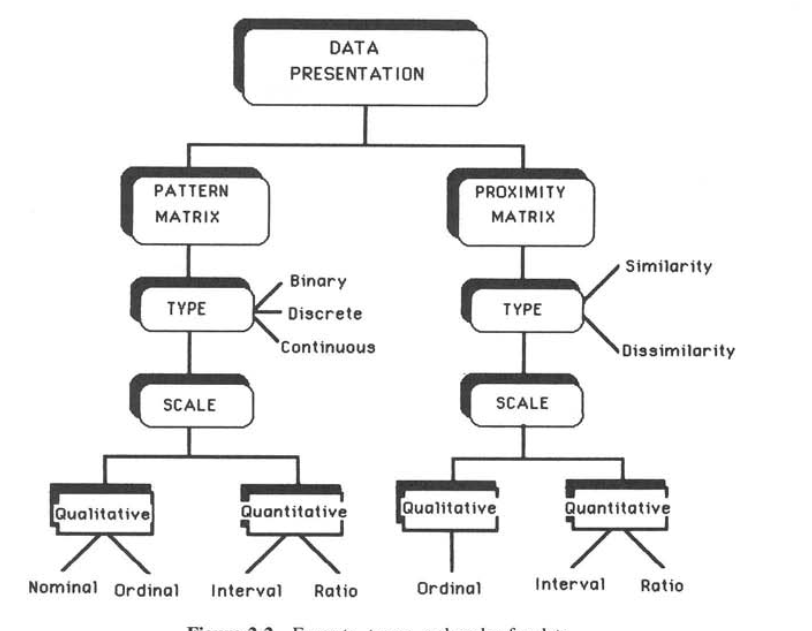 DATA
PRESENTATION
PATTERN
MATRIX
PROXIMITY
MATRIX
TYPE
Binary
Discrete
Continuous
TYPE
Similarity
Dissimilarity
SCALE
SCALE
Qualitative
Quantitative
Qualitative
Quantitative
Nominal
Ordinal
Interval
Ratio
Ordinal
Interval
Ratio